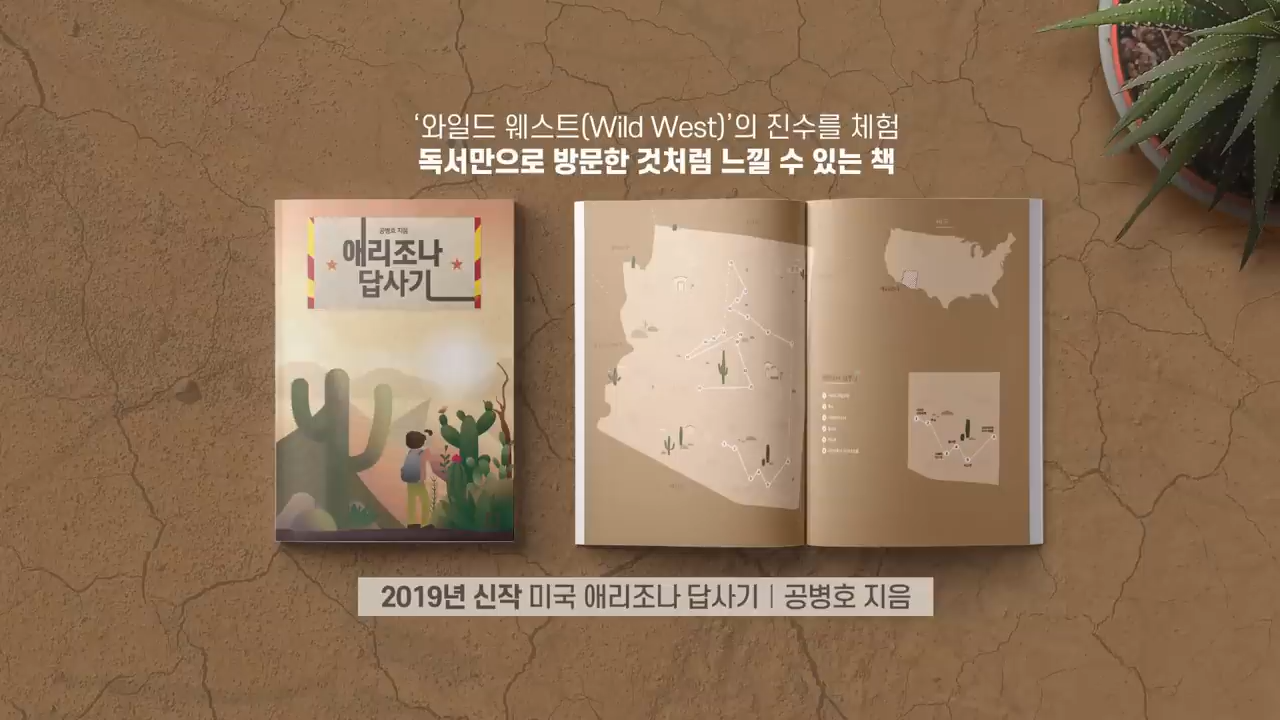 ‘와일드 웨스트(Wild West)’의 진수를 체험
독서만으로 방문한 것처럼 느낄 수 있는 책
공병호 지음
애리조나
답사기
2019년 신작 미국 애리조나 답사기 | 공병호 지음